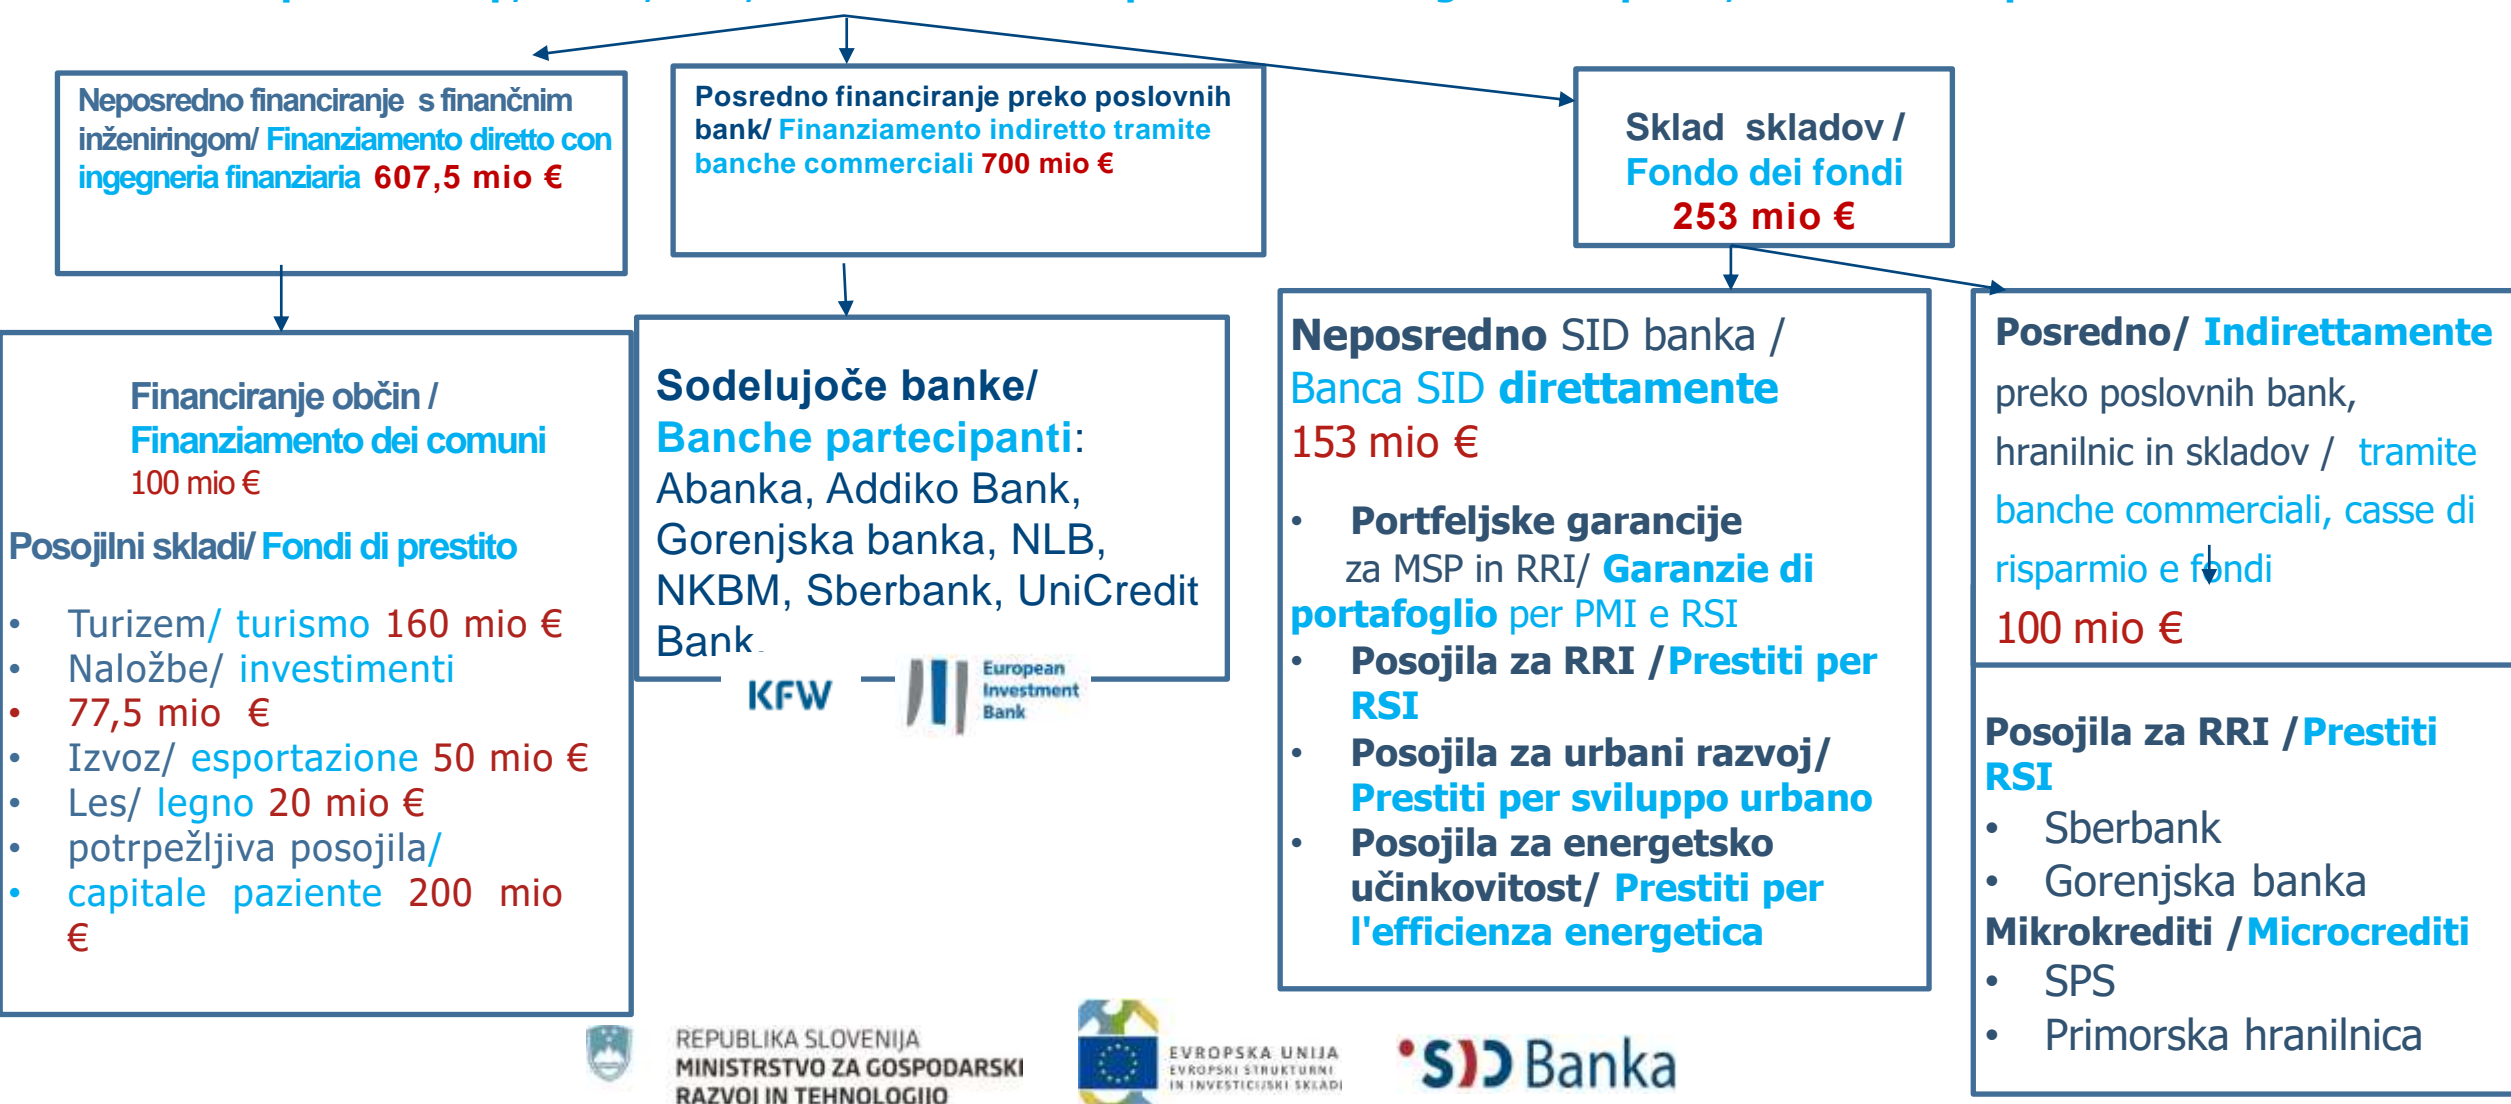 Neposredno financiranje s finančnim
inženiringom/ Finanziamento diretto con
ingegneria finanziaria 607,5 mio €
Posredno financiranje preko poslovnih
bank/ Finanziamento indiretto tramite
banche commerciali 700 mio €
Sklad skladov /
Fondo dei fondi
253 mio €
Financiranje občin /
Finanziamento dei comuni
100 mio €
Posojilni skladi/ Fondi di prestito
• Turizem/ turismo 160 mio €
• Naložbe/ investimenti
• 77,5 mio €
• Izvoz/ esportazione 50 mio €
• Les/ legno 20 mio €
• potrpežljiva posojila/
• capitale paziente 200 mio
€
Sodelujoče banke/
Banche partecipanti:
Abanka, Addiko Bank,
Gorenjska banka, NLB,
NKBM, Sberbank, UniCredit
Bank.
KFW
European
Investment
Bank
Neposredno SID banka /
Banca SID direttamente
153 mio €
• Portfeljske garancije
za MSP in RRI/ Garanzie di
portafoglio per PMI e RSI
• Posojila za RRI /Prestiti per
RSI
• Posojila za urbani razvoj/
Prestiti per sviluppo urbano
• Posojila za energetsko
učinkovitost/ Prestiti per
l'efficienza energetica
Posredno/ Indirettamente
preko poslovnih bank,
hranilnic in skladov / tramite
banche commerciali, casse di
risparmio e fondi
100 mio €
Posojila za RRI /Prestiti
RSI
• Sberbank
• Gorenjska banka
Mikrokrediti /Microcrediti
• SPS
• Primorska hranilnica
REPUBLIKA SLOVENIJA
MINISTRSTVO ZA GOSPODARSKI
RAZVOJ IN TEHNOLOGIJO
EVROPSKA UNIJA
EVROPSKI STRUKTURNI
IN INVESTICIJSKI SKLADI
SID Banka